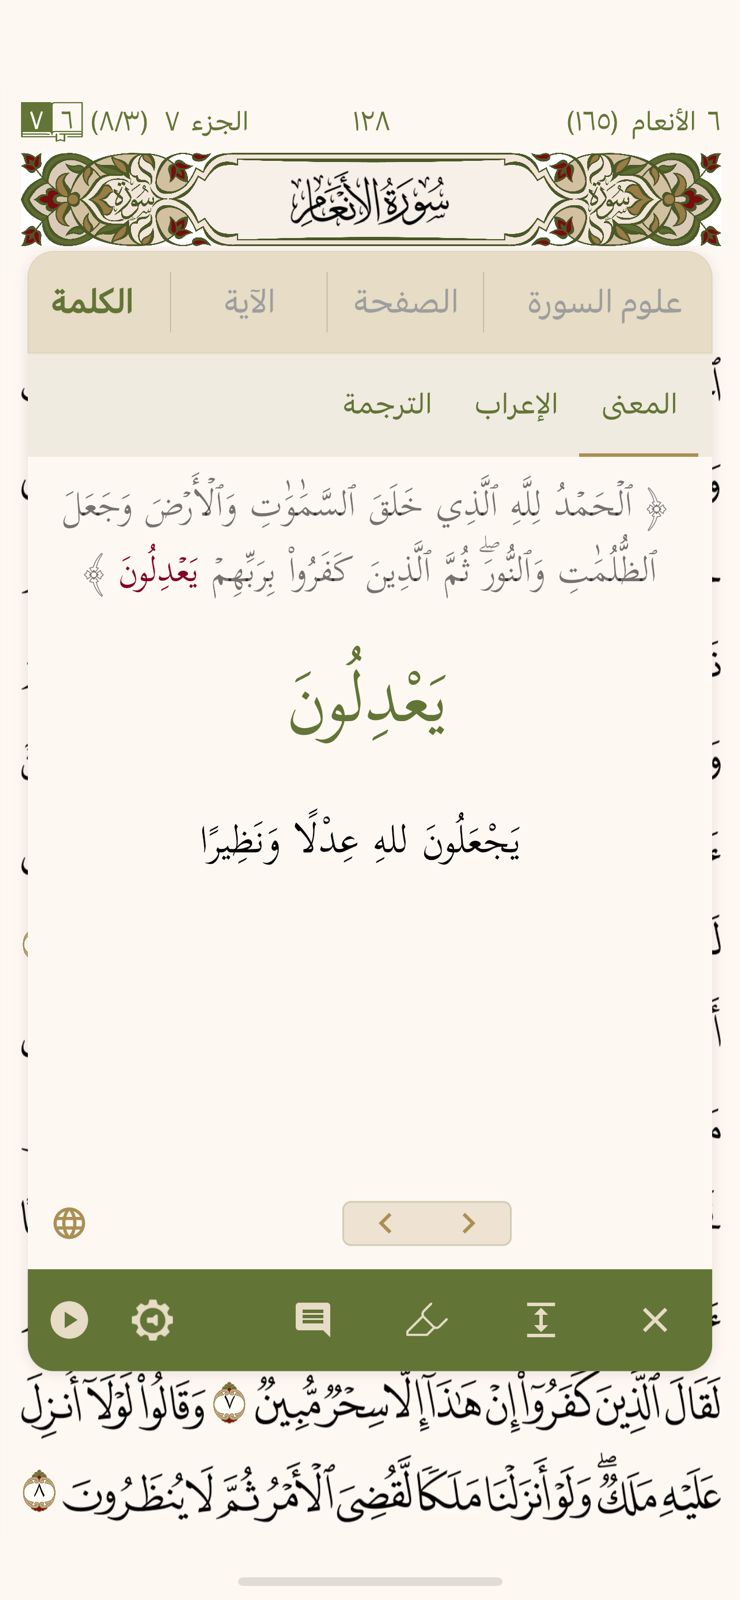 ٦ الأنعام (١٦٥) ١٢٨ الجزء ٧ (٨/٣) ٦ ٧
سورة سُورَةُ الأَنْعَامِ سورة
علوم السورة الصفحة الآية الكلمة
المعنى الإعراب الترجمة
﴿ ٱلۡحَمۡدُ لِلَّهِ ٱلَّذِي خَلَقَ ٱلسَّمَٰوَٰتِ وَٱلۡأَرۡضَ وَجَعَلَ
ٱلظُّلُمَٰتِ وَٱلنُّورَۖ ثُمَّ ٱلَّذِينَ كَفَرُواْ بِرَبِّهِمۡ يَعۡدِلُونَ ﴾
يَعْدِلُونَ
يَجْعَلُونَ للهِ عِدْلًا وَنَظِيرًا
لَقَالَ ٱلَّذِينَ كَفَرُوٓاْ إِنۡ هَٰذَآ إِلَّا سِحۡرٞ مُّبِينٞ ٧ وَقَالُواْ لَوۡلَآ أُنزِلَ
عَلَيۡهِ مَلَكٞۖ وَلَوۡ أَنزَلۡنَا مَلَكٗا لَّقُضِيَ ٱلۡأَمۡرُ ثُمَّ لَا يُنظَرُونَ ٨